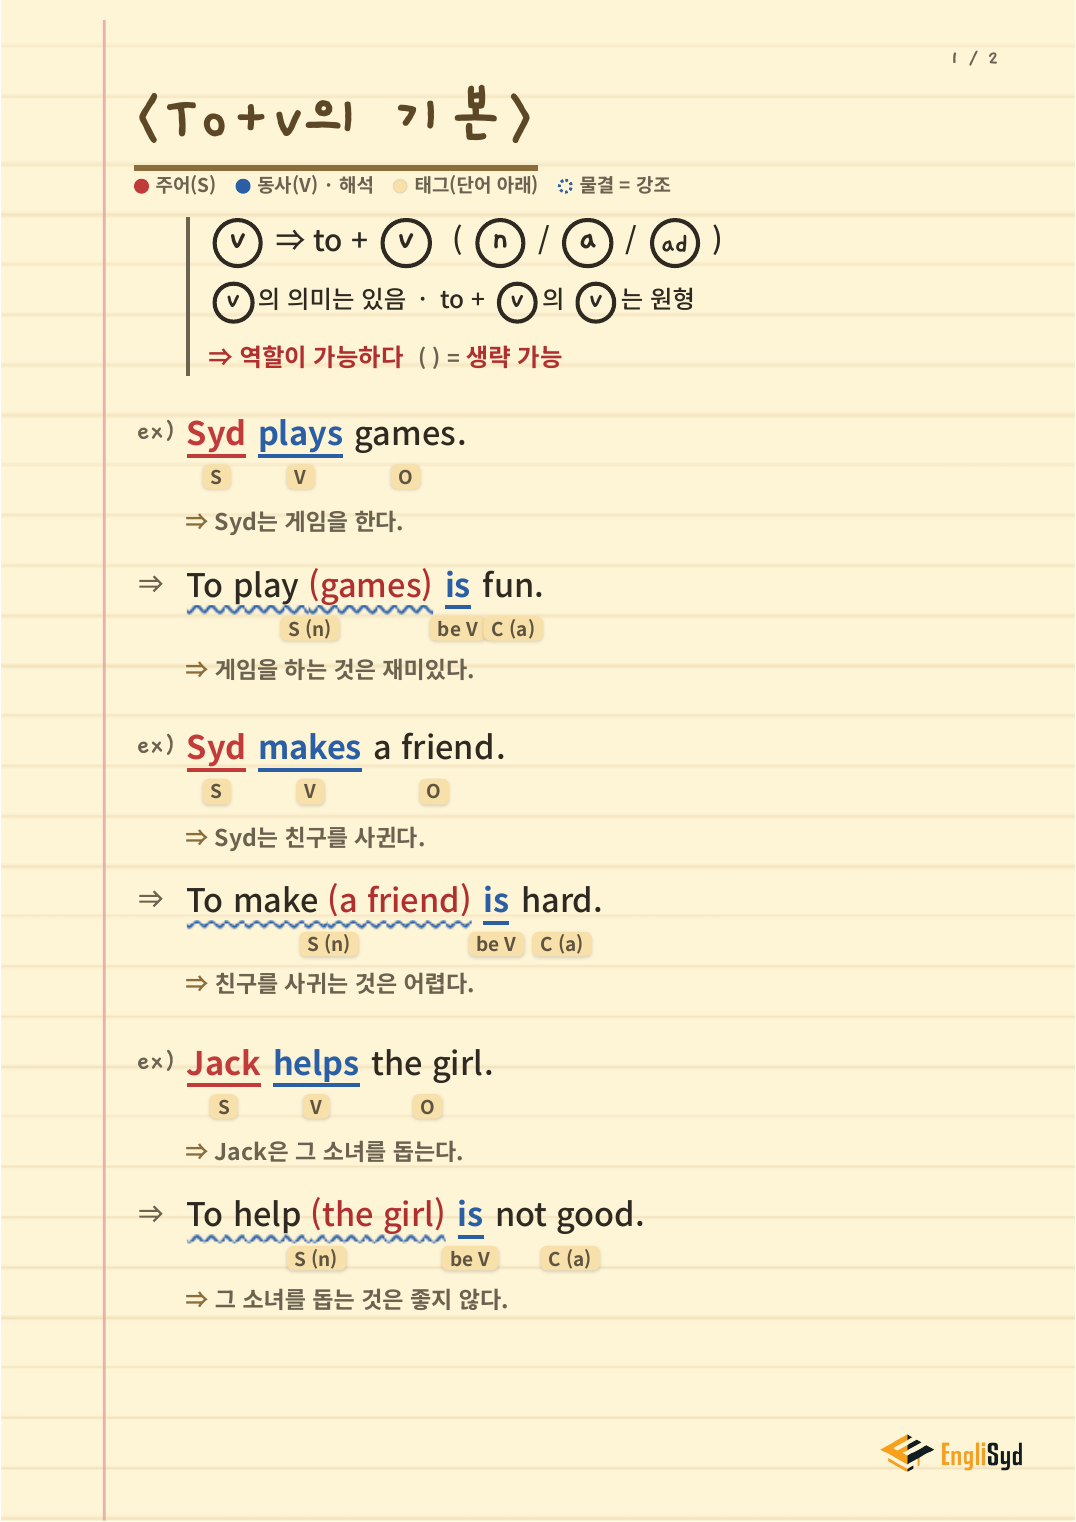 1 / 2
<To+v의 기본>
주어(S) 동사(V) · 해석 태그(단어 아래) 물결 = 강조
v ⇒ to + v ( n / a / ad )
v의 의미는 있음 · to + v의 v는 원형
⇒ 역할이 가능하다 ( ) = 생략 가능
ex) Syd plays games.
S V O
⇒ Syd는 게임을 한다.
⇒ To play (games) is fun.
S (n) be V C (a)
⇒ 게임을 하는 것은 재미있다.
ex) Syd makes a friend.
S V O
⇒ Syd는 친구를 사귄다.
⇒ To make (a friend) is hard.
S (n) be V C (a)
⇒ 친구를 사귀는 것은 어렵다.
ex) Jack helps the girl.
S V O
⇒ Jack은 그 소녀를 돕는다.
⇒ To help (the girl) is not good.
S (n) be V C (a)
⇒ 그 소녀를 돕는 것은 좋지 않다.
EngliSyd